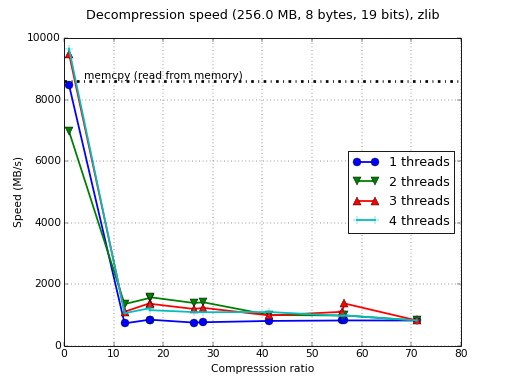 Decompression speed (256.0 MB, 8 bytes, 19 bits), zlib
10000
8000
6000
4000
2000
0
Speed (MB/s)
memcpy (read from memory)
1 threads
2 threads
3 threads
4 threads
0 10 20 30 40 50 60 70 80
Compresssion ratio